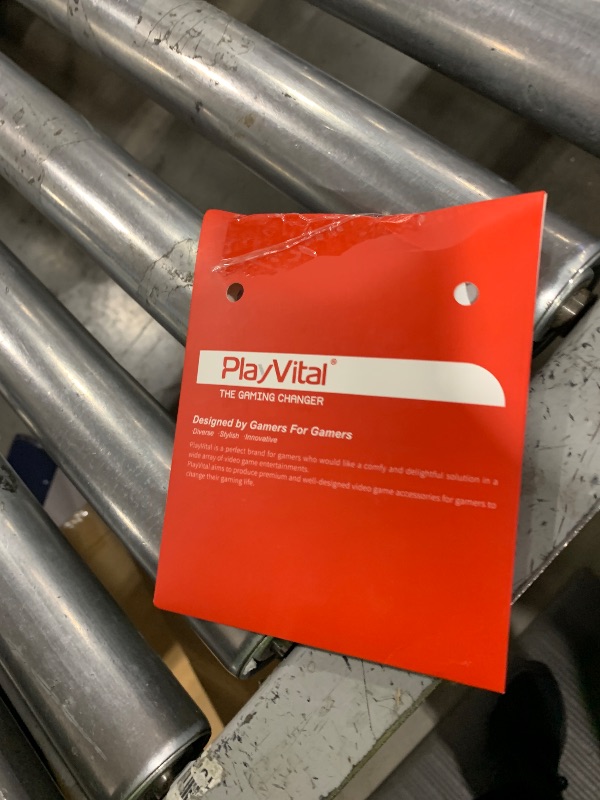 PlayVital®
THE GAMING CHANGER
Designed by Gamers For Gamers
Diverse · Stylish · Innovative
PlayVital is a perfect brand for gamers who would like a comfy and delightful solution in a
wide array of video game entertainments.
PlayVital aims to produce premium and well-designed video game accessories for gamers to
change their gaming life.